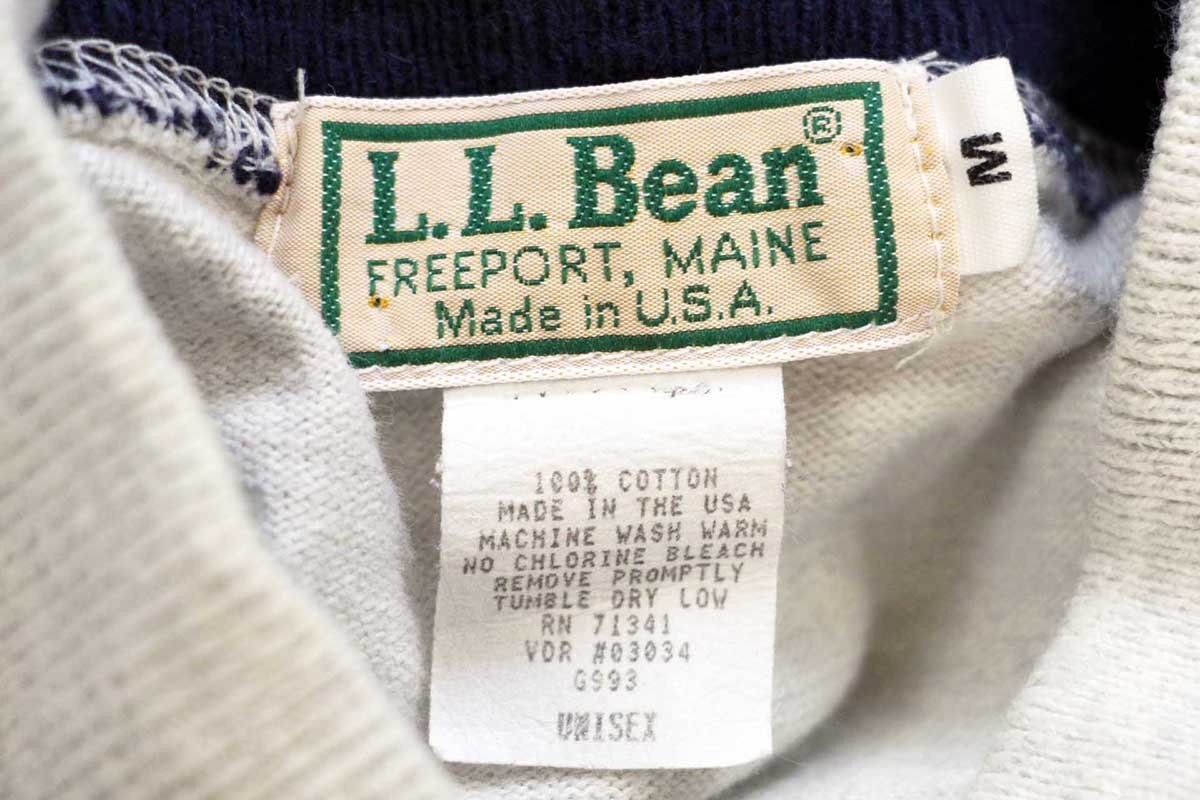 L.L. Bean®
FREEPORT, MAINE
Made in U.S.A.
M
100% COTTON
MADE IN THE USA
MACHINE WASH WARM
NO CHLORINE BLEACH
REMOVE PROMPTLY
TUMBLE DRY LOW
RN 71341
VDR #03034
G993
UNISEX